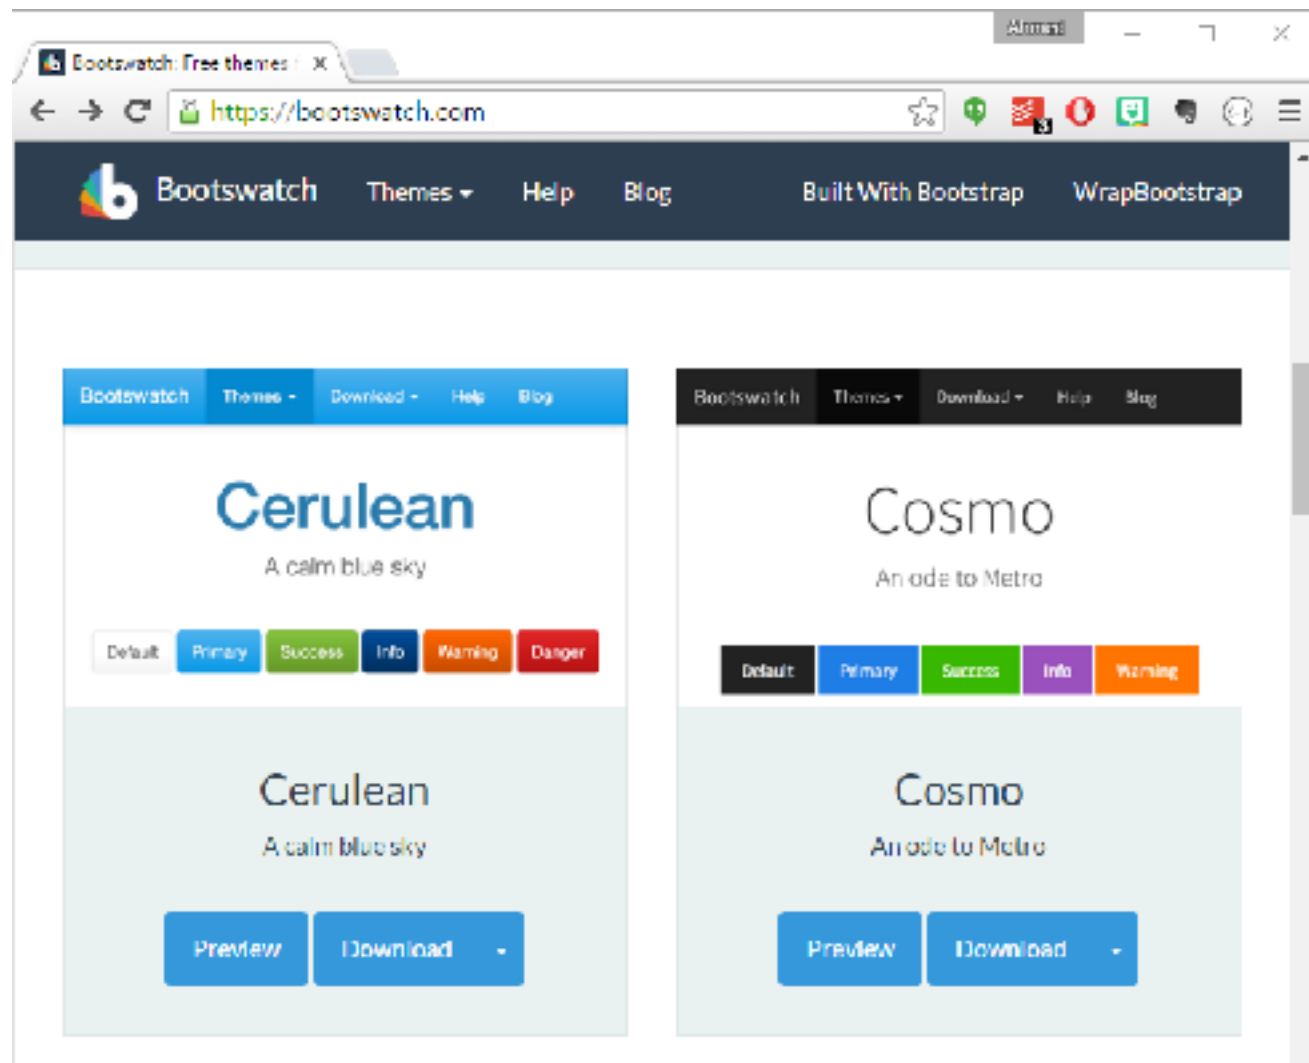 Ahmed
Bootswatch: Free themes f
https://bootswatch.com
3
Bootswatch Themes Help Blog Built With Bootstrap WrapBootstrap
Bootswatch Themes Download Help Blog
Cerulean
A calm blue sky
Default Primary Success Info Warning Danger
Cerulean
A calm blue sky
Preview Download
Bootswatch Themes Download Help Blog
Cosmo
An ode to Metro
Default Primary Success Info Warning
Cosmo
An ode to Metro
Preview Download